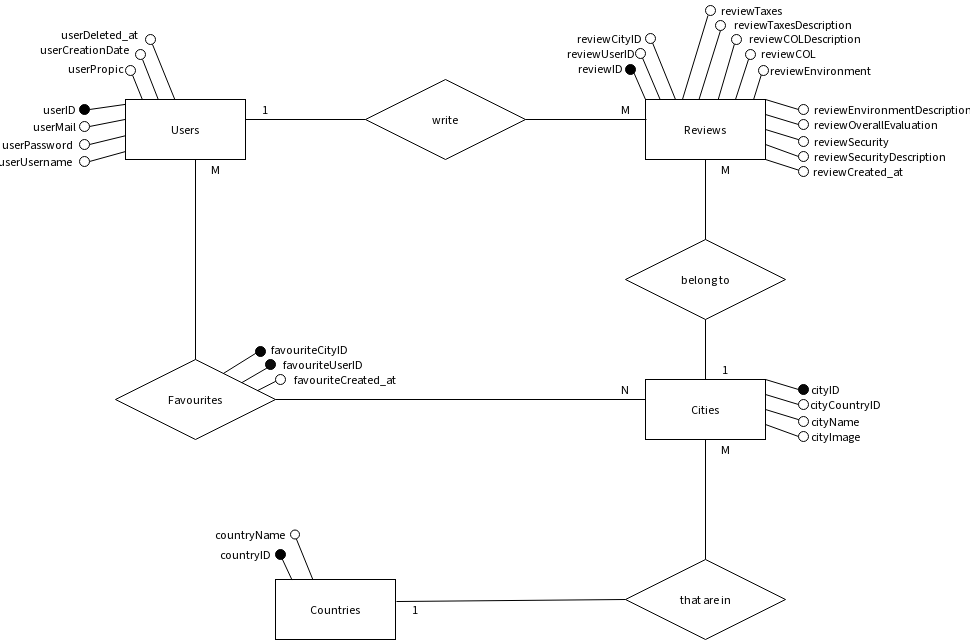 reviewTaxes
reviewTaxesDescription
userDeleted_at
reviewCityID
reviewCOLDescription
userCreationDate
reviewUserID
reviewCOL
userPropic
reviewID
reviewEnvironment
userID
1
M
reviewEnvironmentDescription
userMail
Users
write
Reviews
reviewOverallEvaluation
userPassword
reviewSecurity
userUsername
reviewSecurityDescription
M
M
reviewCreated_at
belong to
favouriteCityID
favouriteUserID
1
favouriteCreated_at
N
cityID
Favourites
Cities
cityCountryID
cityName
cityImage
M
countryName
countryID
Countries
1
that are in